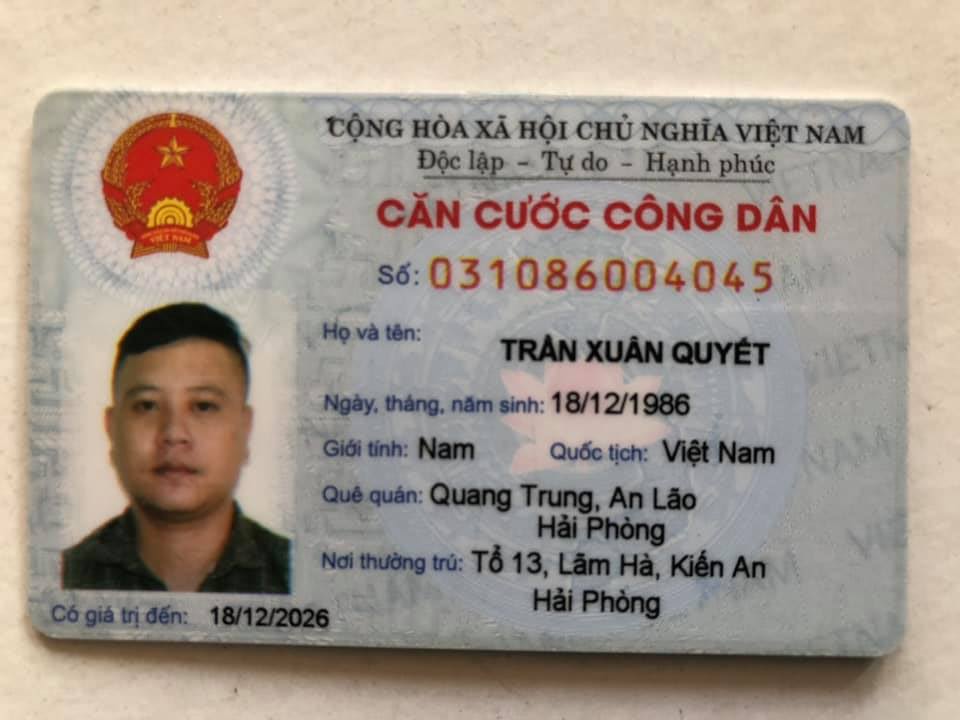 CỘNG HÒA XÃ HỘI CHỦ NGHĨA VIỆT NAM
Độc lập - Tự do - Hạnh phúc
CĂN CƯỚC CÔNG DÂN
Số: 031086004045
Họ và tên:
TRẦN XUÂN QUYẾT
Ngày, tháng, năm sinh: 18/12/1986
Giới tính: Nam Quốc tịch: Việt Nam
Quê quán: Quang Trung, An Lão
Hải Phòng
Nơi thường trú: Tổ 13, Lãm Hà, Kiến An
Hải Phòng
Có giá trị đến: 18/12/2026